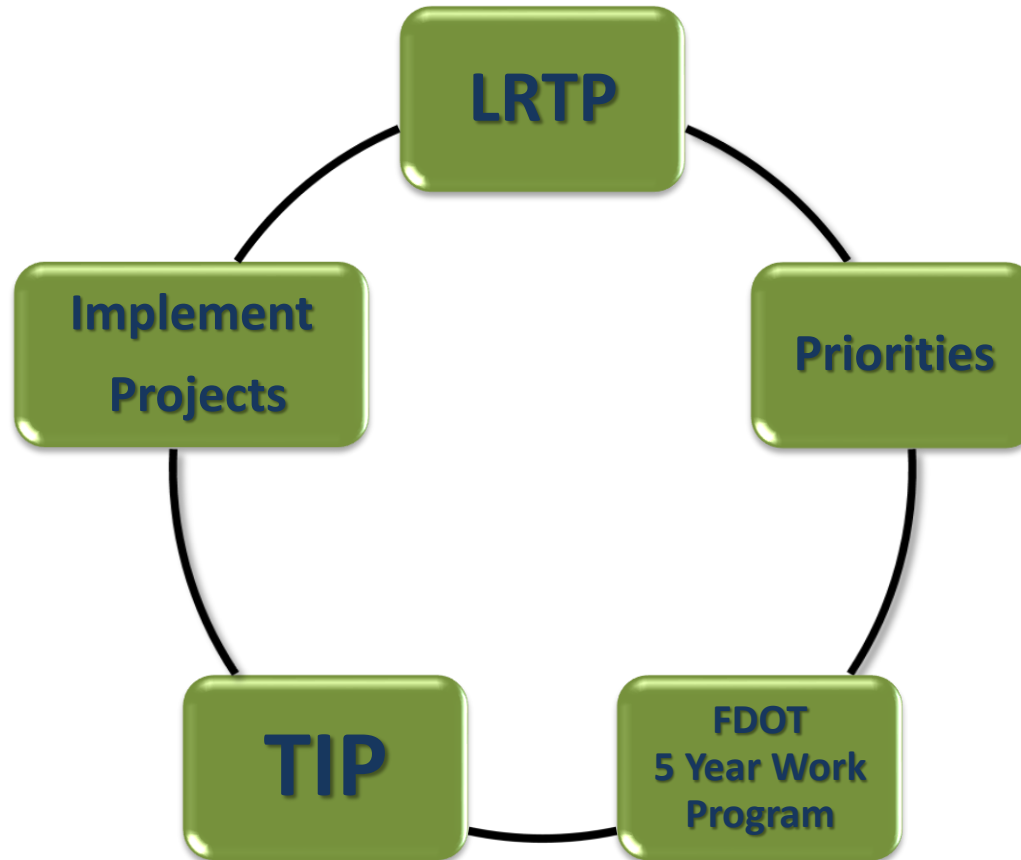 LRTP
Implement
Projects
Priorities
TIP
FDOT
5 Year Work
Program